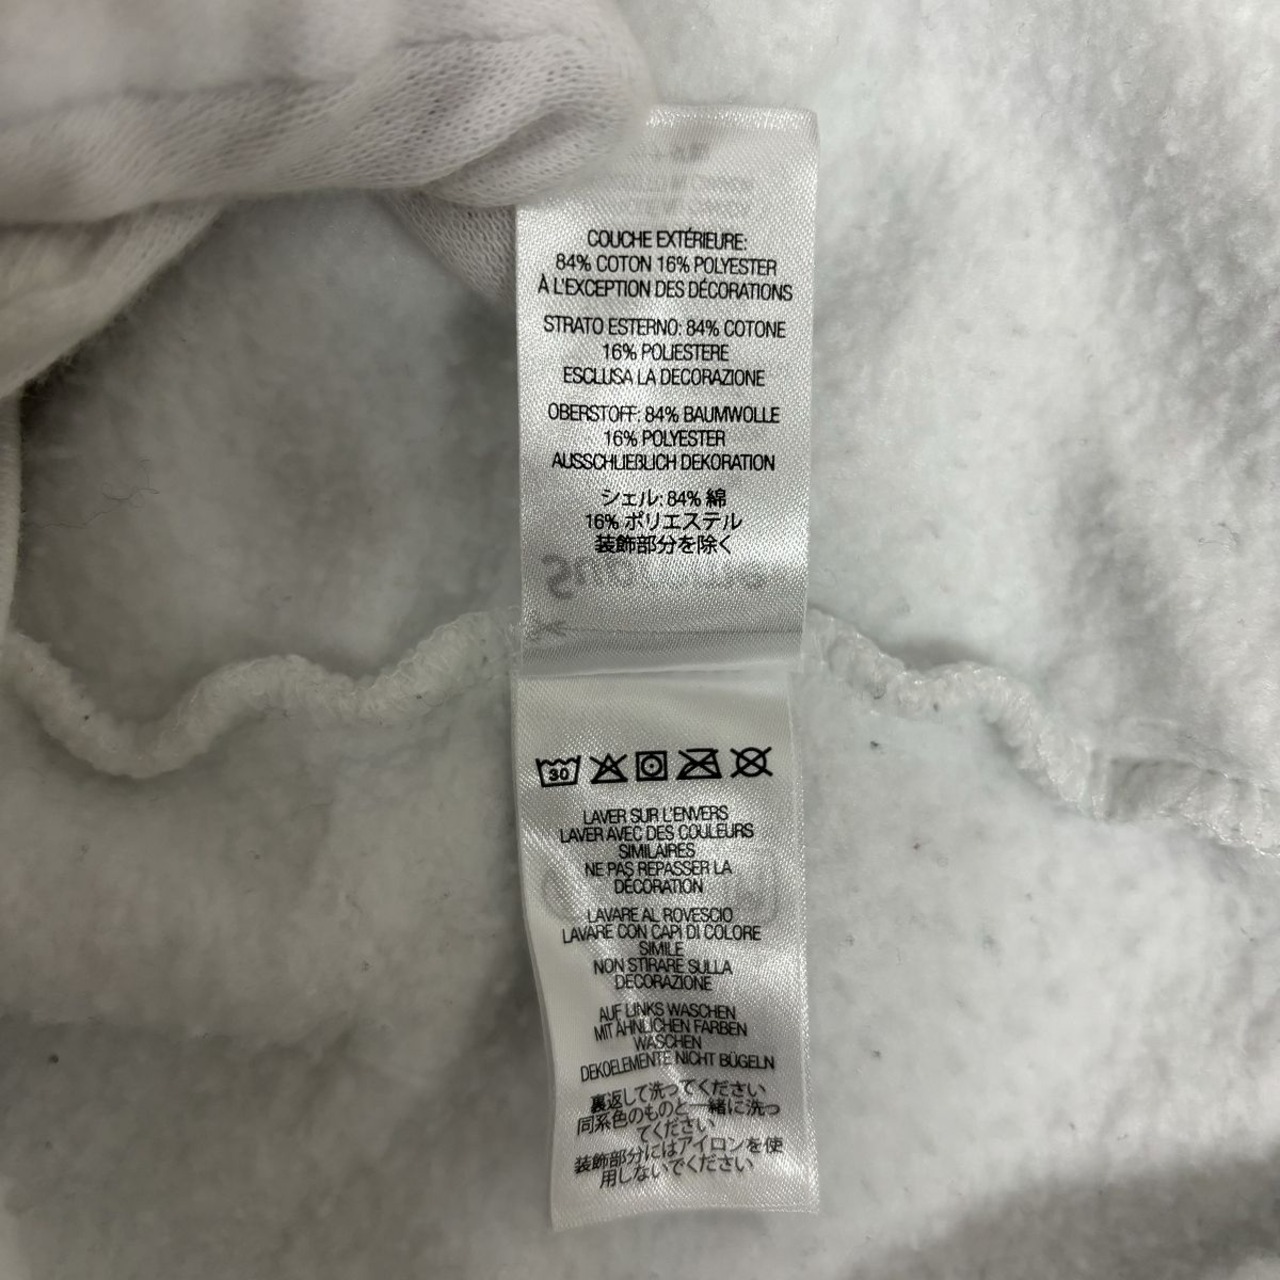 COUCHE EXTÉRIEURE:
84% COTON 16% POLYESTER
À L'EXCEPTION DES DÉCORATIONS
STRATO ESTERNO: 84% COTONE
16% POLIESTERE
ESCLUSA LA DECORAZIONE
OBERSTOFF: 84% BAUMWOLLE
16% POLYESTER
AUSSCHLIEßLICH DEKORATION
シェル: 84% 綿
16% ポリエステル
装飾部分を除く
30
LAVER SUR L'ENVERS
LAVER AVEC DES COULEURS
SIMILAIRES
NE PAS REPASSER LA
DÉCORATION
LAVARE AL ROVESCIO
LAVARE CON CAPI DI COLORE
SIMILE
NON STIRARE SULLA
DECORAZIONE
AUF LINKS WASCHEN
MIT ÄHNLICHEN FARBEN
WASCHEN
DEKOELEMENTE NICHT BÜGELN
裏返して洗ってください
同系色のものと一緒に洗っ
てください
装飾部分にはアイロンを使
用しないでください